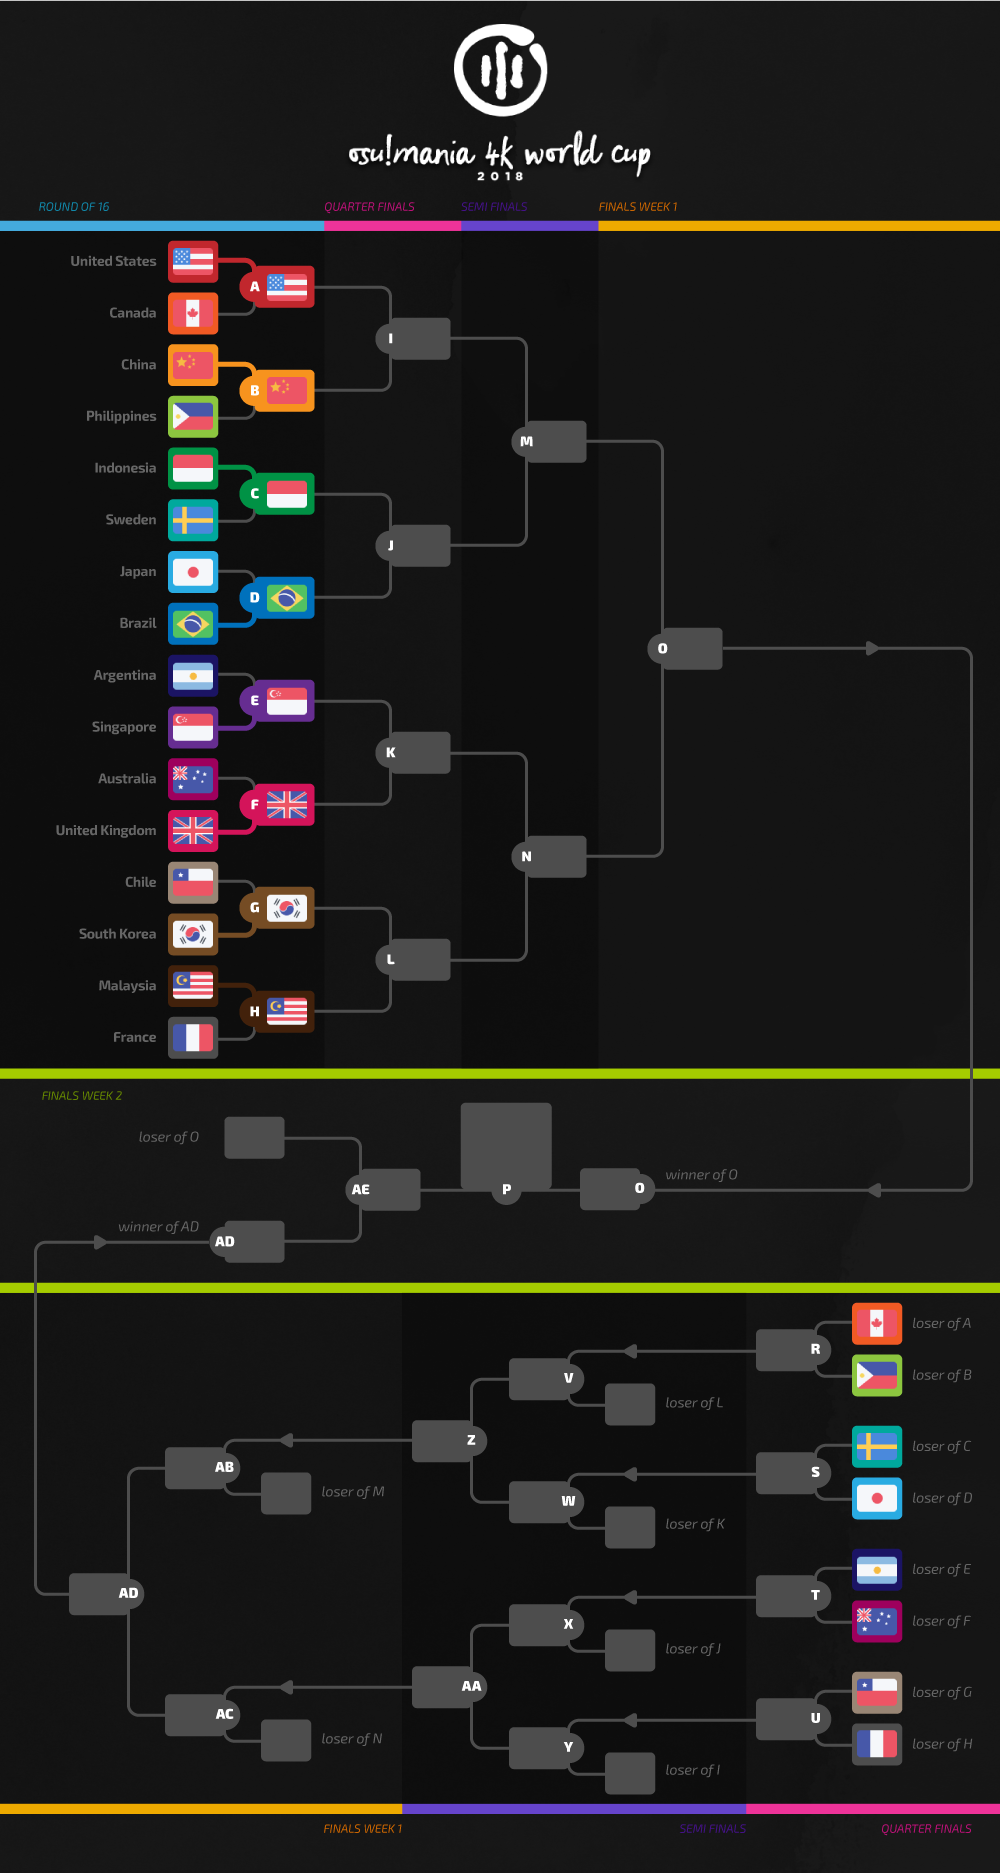 osu!mania 4k world cup
2018
ROUND OF 16
QUARTER FINALS
SEMI FINALS
FINALS WEEK 1
United States
A
Canada
I
China
B
Philippines
M
Indonesia
C
Sweden
J
Japan
D
Brazil
O
Argentina
E
Singapore
K
Australia
F
United Kingdom
N
Chile
G
South Korea
L
Malaysia
H
France
FINALS WEEK 2
loser of O
winner of O
AE
P
O
winner of AD
AD
loser of A
R
loser of B
V
loser of L
Z
loser of C
AB
S
loser of D
loser of M
W
loser of K
loser of E
AD
T
loser of F
X
loser of J
AA
loser of G
AC
U
loser of N
Y
loser of H
loser of I
FINALS WEEK 1
SEMI FINALS
QUARTER FINALS